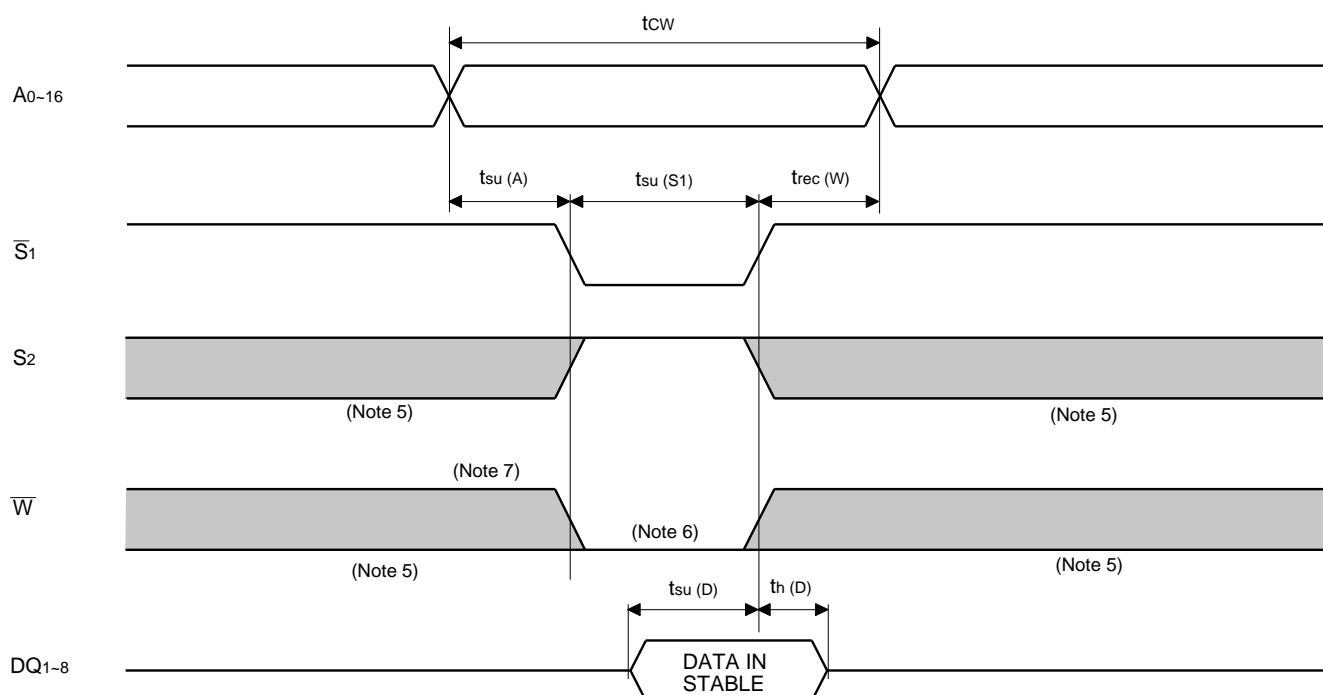 tCW
A0~16
tsu (A) tsu (S1) trec (W)
S̅1
S2
(Note 5) (Note 5)
(Note 7)
W̅
(Note 6)
(Note 5) (Note 5)
tsu (D) th (D)
DQ1~8
DATA IN
STABLE